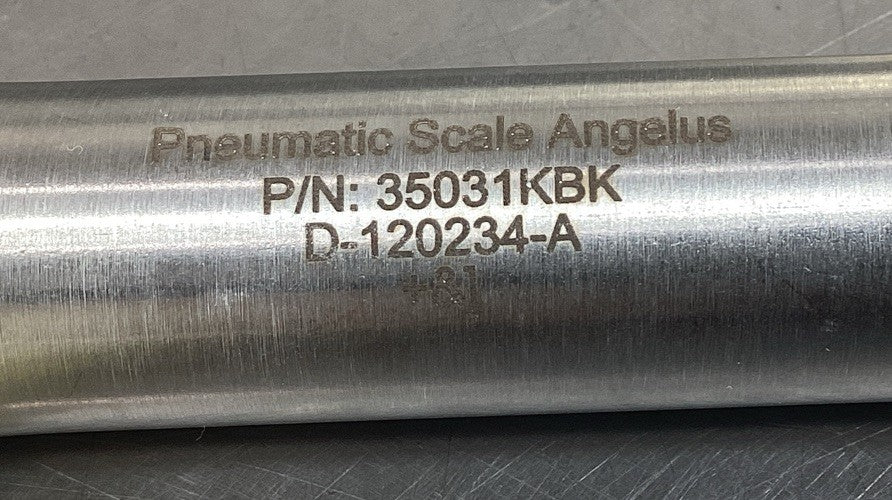 Pneumatic Scale Angelus
P/N: 35031KBK
D-120234-A